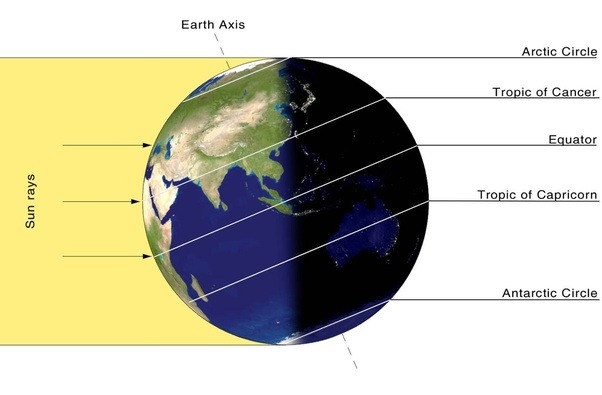 Earth Axis
Arctic Circle
Tropic of Cancer
Equator
Sun rays
Tropic of Capricorn
Antarctic Circle